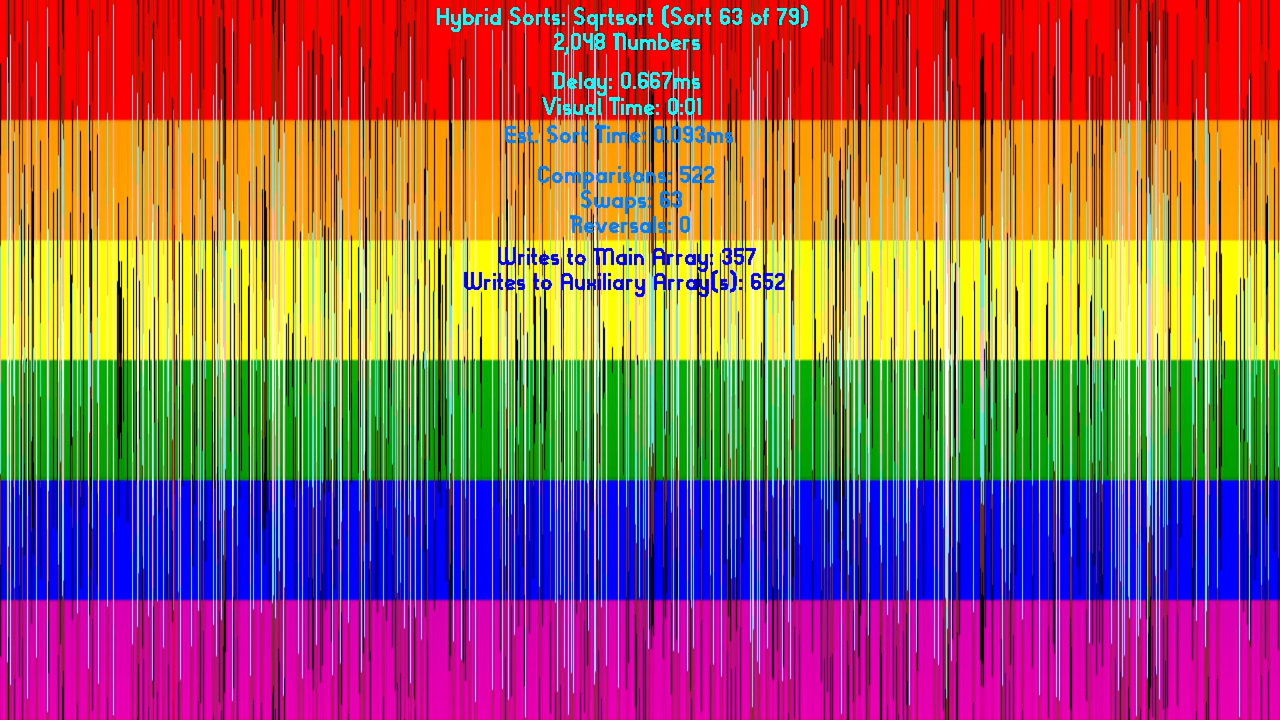 Hybrid Sorts: Sqrtsort (Sort 63 of 79)
2,048 Numbers
Delay: 0.667ms
Visual Time: 0:01
Est. Sort Time: 0.093ms
Comparisons: 522
Swaps: 63
Reversals: 0
Writes to Main Array: 357
Writes to Auxiliary Array(s): 652